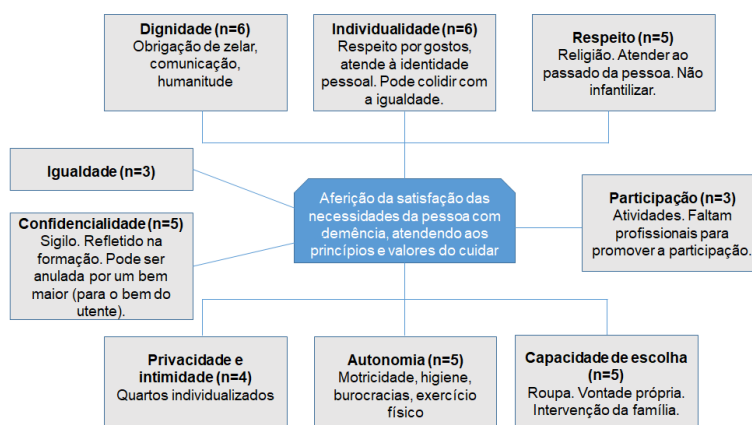 Dignidade (n=6)
Obrigação de zelar,
comunicação,
humanitude
Individualidade (n=6)
Respeito por gostos,
atende à identidade
pessoal. Pode colidir com
a igualdade.
Respeito (n=5)
Religião. Atender ao
passado da pessoa. Não
infantilizar.
Igualdade (n=3)
Aferição da satisfação das
necessidades da pessoa com
demência, atendendo aos
princípios e valores do cuidar
Participação (n=3)
Atividades. Faltam
profissionais para
promover a participação.
Confidencialidade (n=5)
Sigilo. Refletido na
formação. Pode ser
anulada por um bem
maior (para o bem do
utente).
Privacidade e
intimidade (n=4)
Quartos individualizados
Autonomia (n=5)
Motricidade, higiene,
burocracias, exercício
físico
Capacidade de escolha
(n=5)
Roupa. Vontade própria.
Intervenção da família.